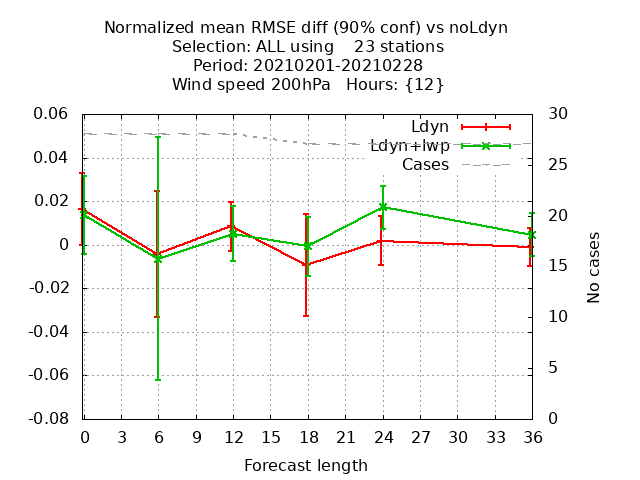 Normalized mean RMSE diff (90% conf) vs noLdyn
Selection: ALL using 23 stations
Period: 20210201-20210228
Wind speed 200hPa Hours: {12}
0.06
0.04
0.02
0
-0.02
-0.04
-0.06
-0.08
Ldyn
Ldyn+lwp
Cases
30
25
20
15
10
5
0
No cases
0 3 6 9 12 15 18 21 24 27 30 33 36
Forecast length